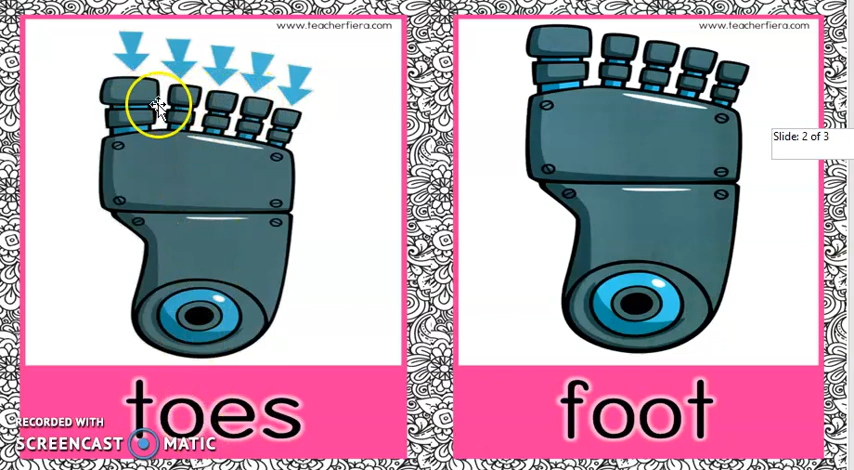 www.teacherfiera.com
www.teacherfiera.com
Slide: 2 of 3
toes
foot
RECORDED WITH
SCREENCAST MATIC